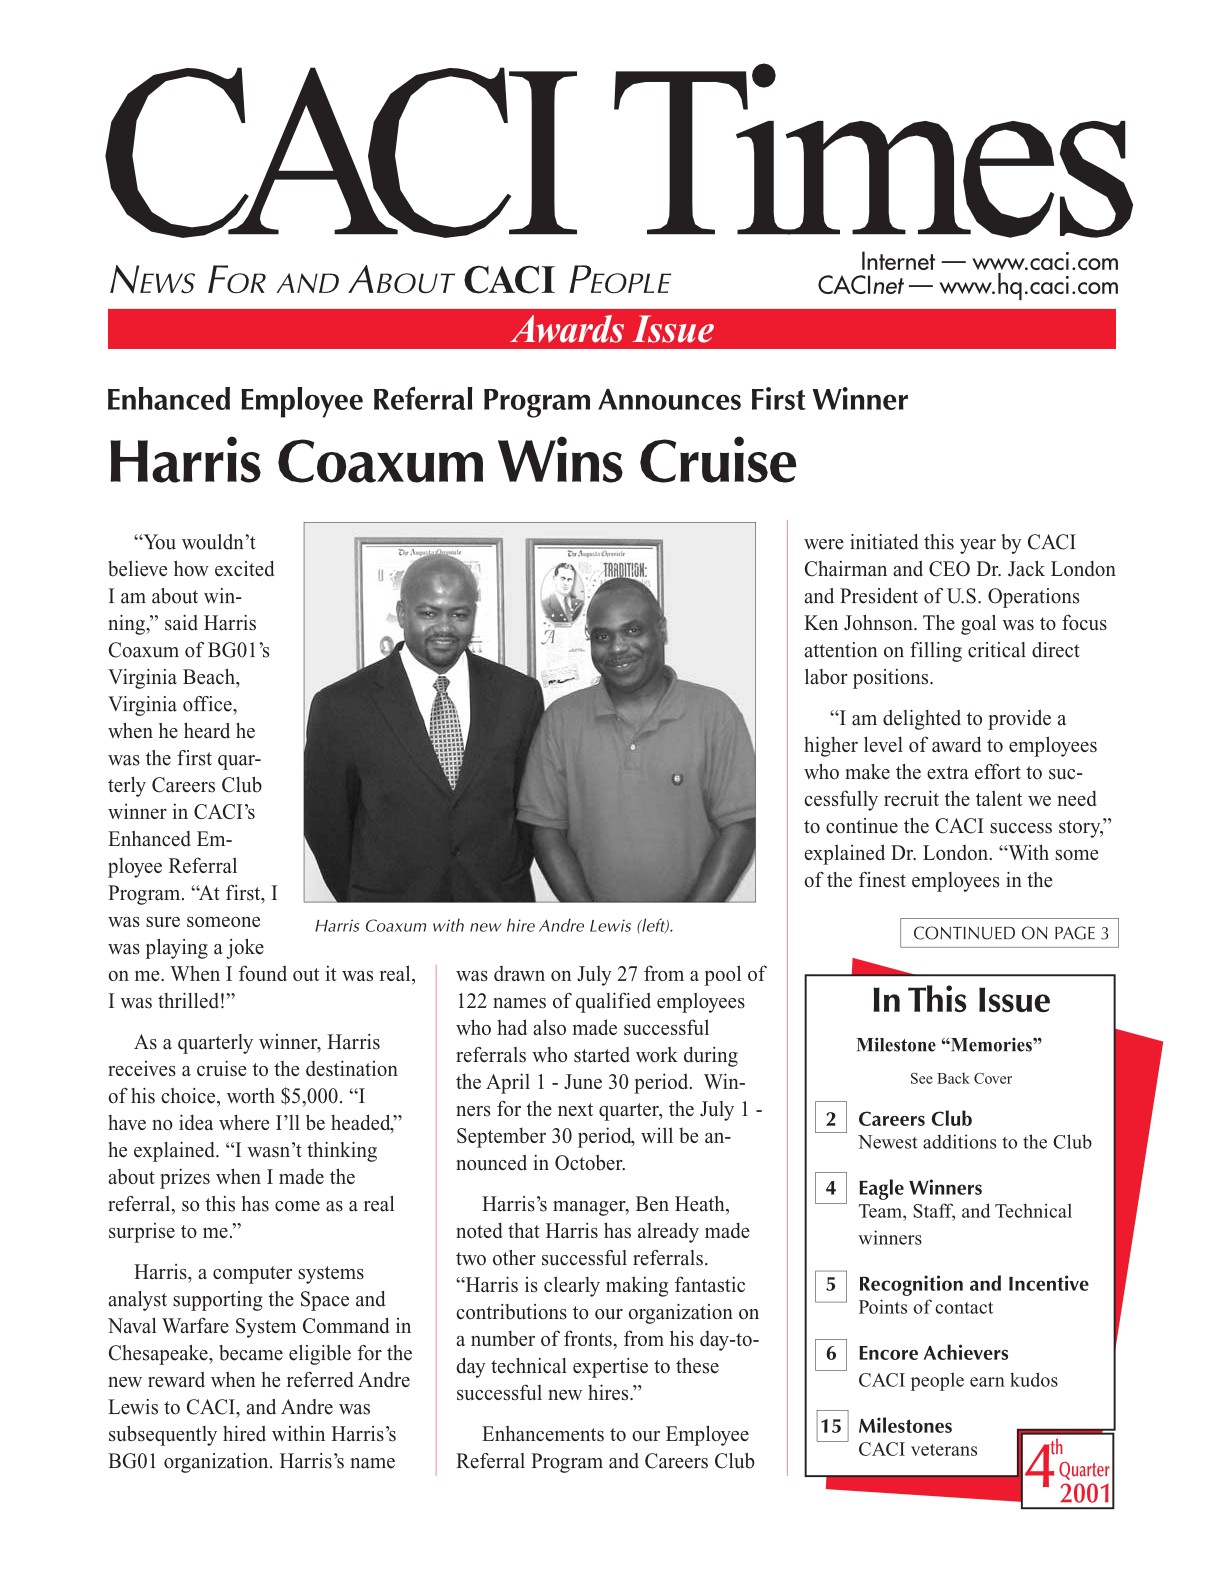 CACI Times
NEWS FOR AND ABOUT CACI PEOPLE
Internet — www.caci.com
CACInet — www.hq.caci.com
Awards Issue
Enhanced Employee Referral Program Announces First Winner
Harris Coaxum Wins Cruise
“You wouldn’t
believe how excited
I am about win-
ning,” said Harris
Coaxum of BG01’s
Virginia Beach,
Virginia office,
when he heard he
was the first quar-
terly Careers Club
winner in CACI’s
Enhanced Em-
ployee Referral
Program. “At first, I
was sure someone
was playing a joke
on me. When I found out it was real,
I was thrilled!”
As a quarterly winner, Harris
receives a cruise to the destination
of his choice, worth $5,000. “I
have no idea where I’ll be headed,”
he explained. “I wasn’t thinking
about prizes when I made the
referral, so this has come as a real
surprise to me.”
Harris, a computer systems
analyst supporting the Space and
Naval Warfare System Command in
Chesapeake, became eligible for the
new reward when he referred Andre
Lewis to CACI, and Andre was
subsequently hired within Harris’s
BG01 organization. Harris’s name
The Augusta Chronicle
The Augusta Chronicle
TRADITION:
Harris Coaxum with new hire Andre Lewis (left).
was drawn on July 27 from a pool of
122 names of qualified employees
who had also made successful
referrals who started work during
the April 1 - June 30 period.  Win-
ners for the next quarter, the July 1 -
September 30 period, will be an-
nounced in October.
Harris’s manager, Ben Heath,
noted that Harris has already made
two other successful referrals.
“Harris is clearly making fantastic
contributions to our organization on
a number of fronts, from his day-to-
day technical expertise to these
successful new hires.”
Enhancements to our Employee
Referral Program and Careers Club
were initiated this year by CACI
Chairman and CEO Dr. Jack London
and President of U.S. Operations
Ken Johnson. The goal was to focus
attention on filling critical direct
labor positions.
“I am delighted to provide a
higher level of award to employees
who make the extra effort to suc-
cessfully recruit the talent we need
to continue the CACI success story,”
explained Dr. London. “With some
of the finest employees in the
CONTINUED ON PAGE 3
In This Issue
Milestone “Memories”
See Back Cover
2 Careers Club
Newest additions to the Club
4 Eagle Winners
Team, Staff, and Technical
winners
5 Recognition and Incentive
Points of contact
6 Encore Achievers
CACI people earn kudos
15 Milestones
CACI veterans
4th
Quarter
2001